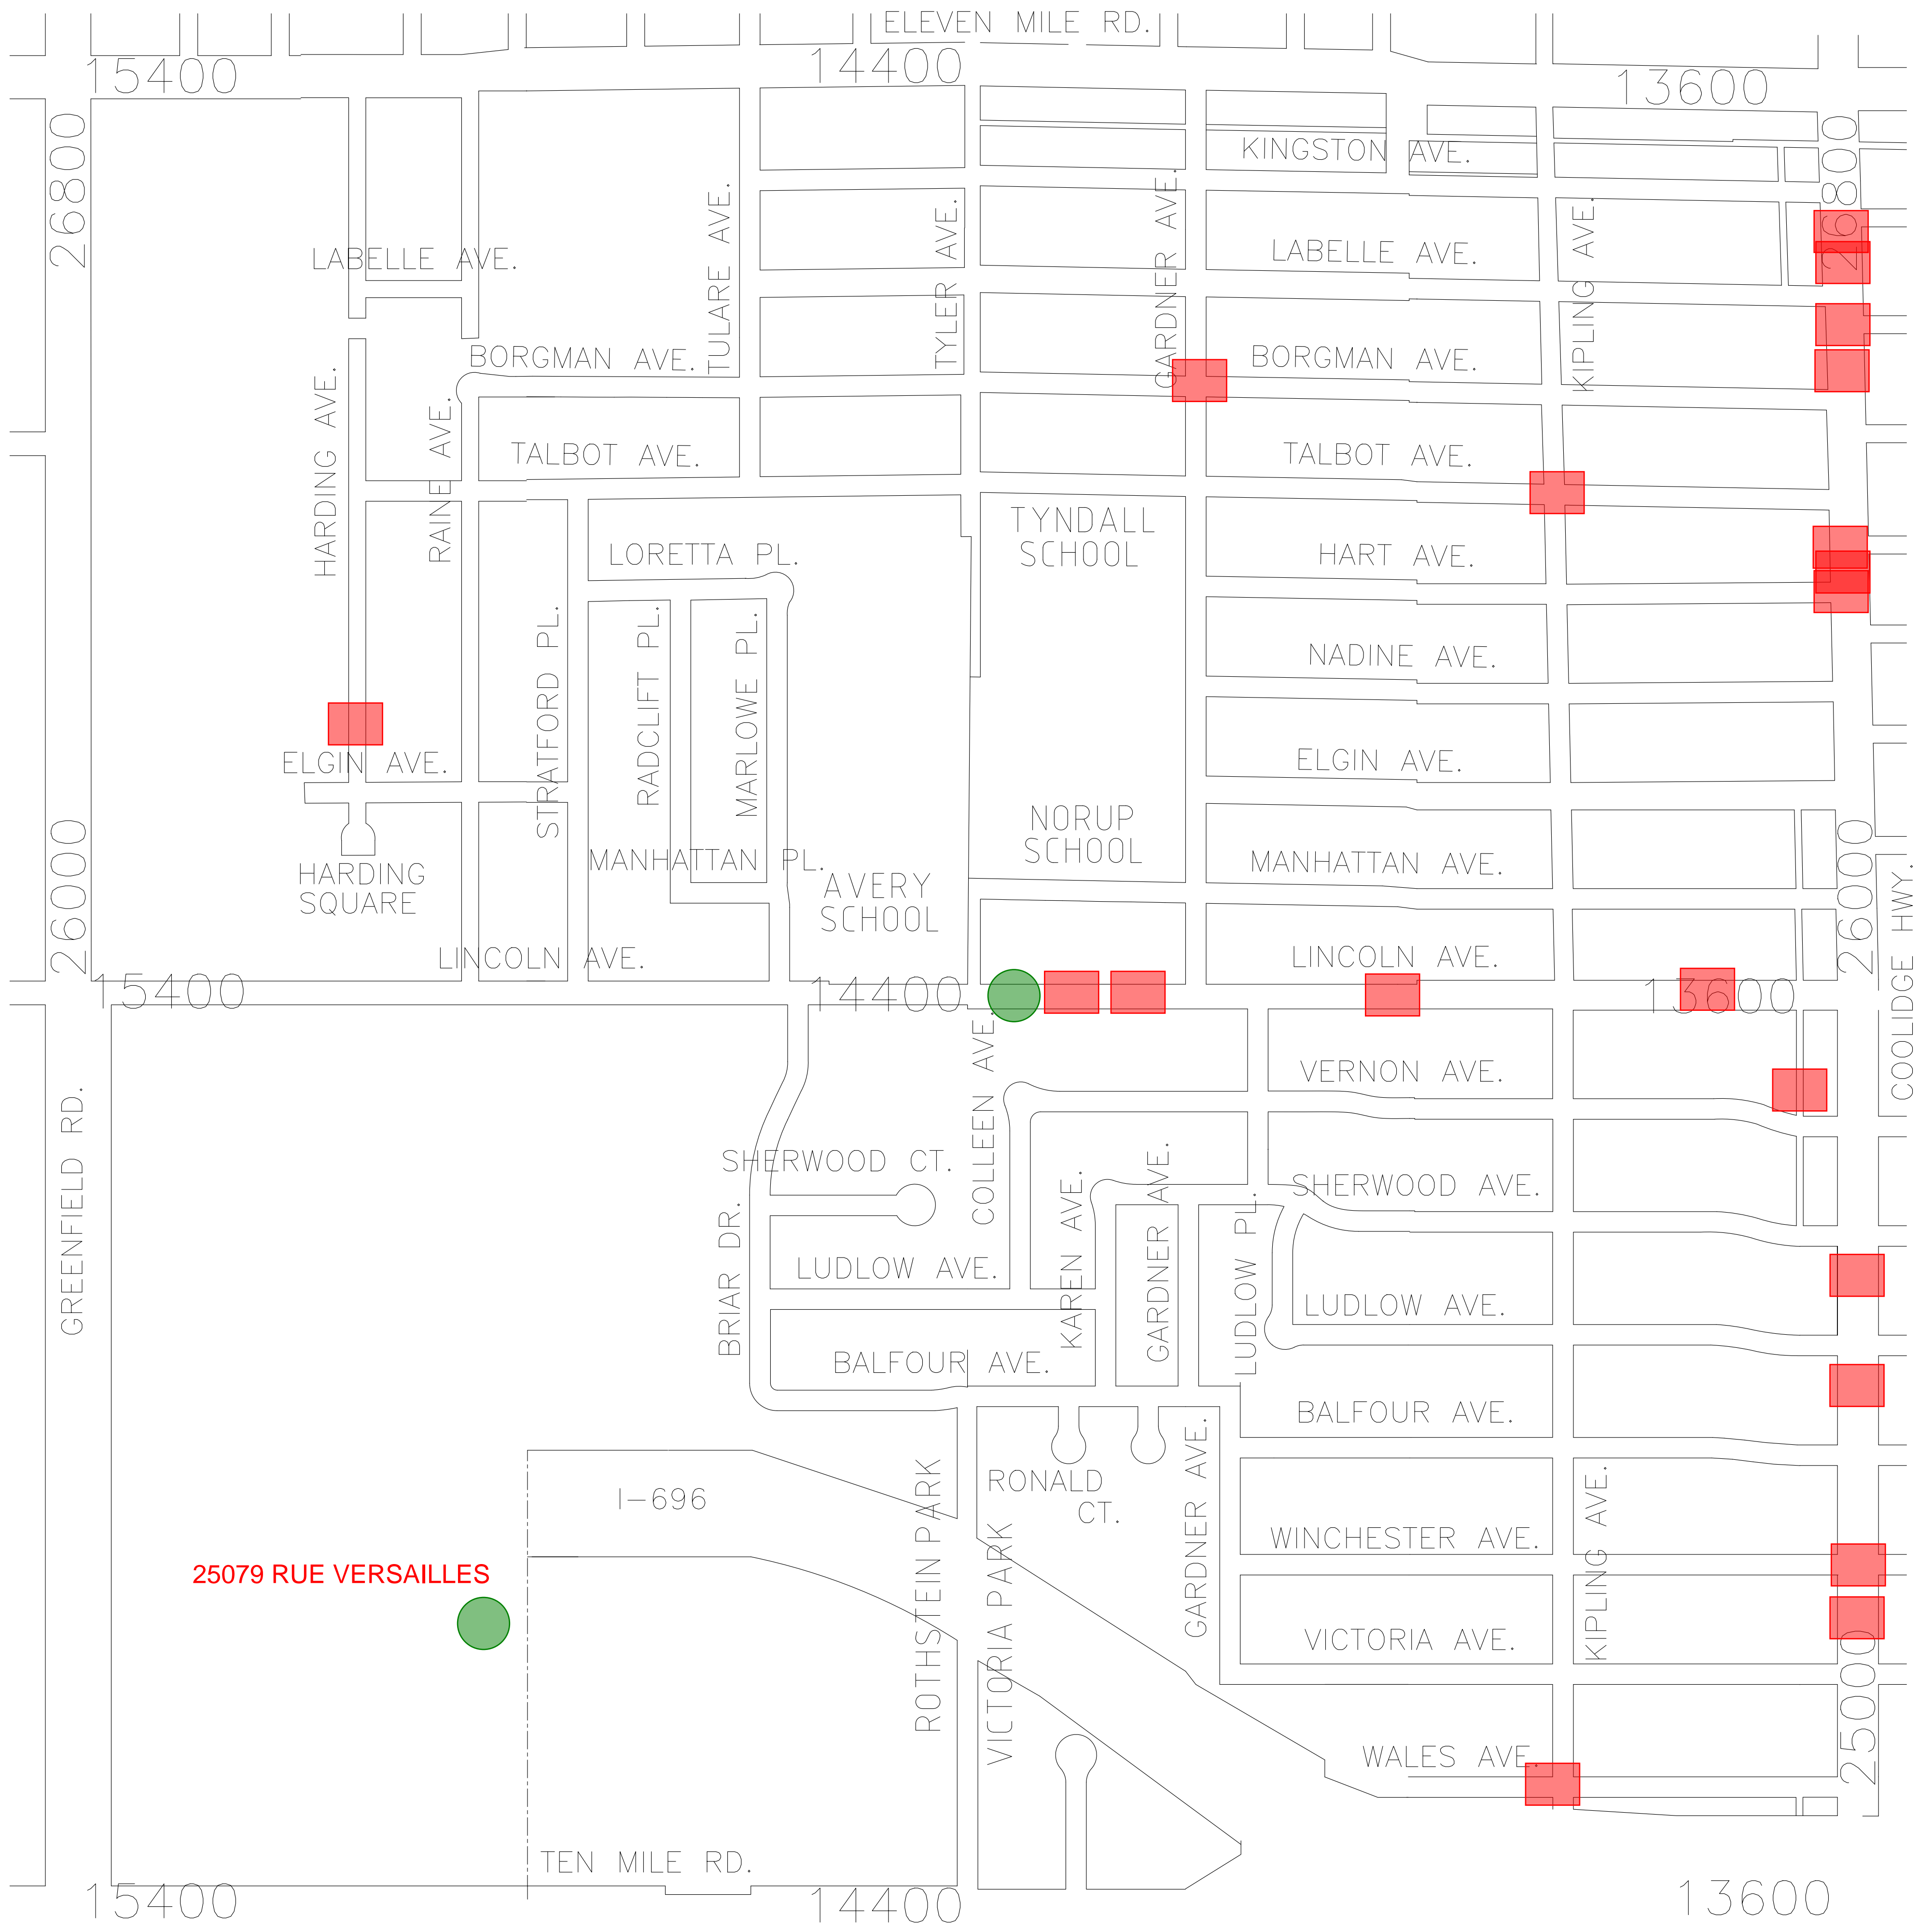 ELEVEN MILE RD.
15400
14400
13600
26800
26800
KINGSTON AVE.
LABELLE AVE.
LABELLE AVE.
TULARE AVE.
TYLER AVE.
GARDNER AVE.
KIPLING AVE.
BORGMAN AVE.
BORGMAN AVE.
HARDING AVE.
RAINE AVE.
TALBOT AVE.
TALBOT AVE.
TYNDALL
SCHOOL
LORETTA PL.
HART AVE.
STRATFORD PL.
RADCLIFT PL.
MARLOWE PL.
NADINE AVE.
ELGIN AVE.
ELGIN AVE.
NORUP
SCHOOL
MANHATTAN PL.
MANHATTAN AVE.
HARDING
SQUARE
AVERY
SCHOOL
26000
26000
LINCOLN AVE.
LINCOLN AVE.
COOLIDGE HWY.
15400
14400
13600
COLLEEN AVE.
VERNON AVE.
GREENFIELD RD.
SHERWOOD CT.
SHERWOOD AVE.
BRIAR DR.
KAREN AVE.
GARDNER AVE.
LUDLOW PL.
LUDLOW AVE.
LUDLOW AVE.
BALFOUR AVE.
BALFOUR AVE.
I-696
ROTHSTEIN PARK
VICTORIA PARK
RONALD
CT.
GARDNER AVE.
WINCHESTER AVE.
KIPLING AVE.
25079 RUE VERSAILLES
VICTORIA AVE.
25000
WALES AVE.
TEN MILE RD.
15400
14400
13600